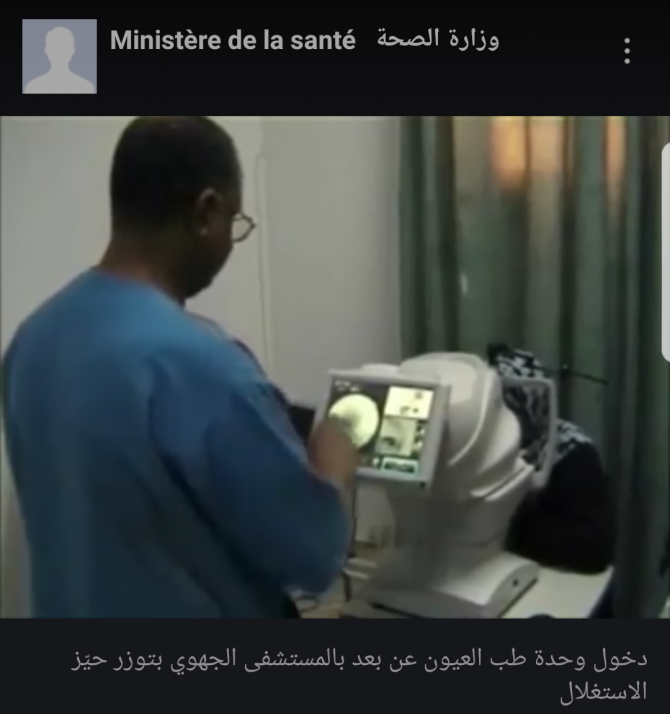 Ministère de la santé وزارة الصحة
دخول وحدة طب العيون عن بعد بالمستشفى الجهوي بتوزر حيّز
الاستغلال